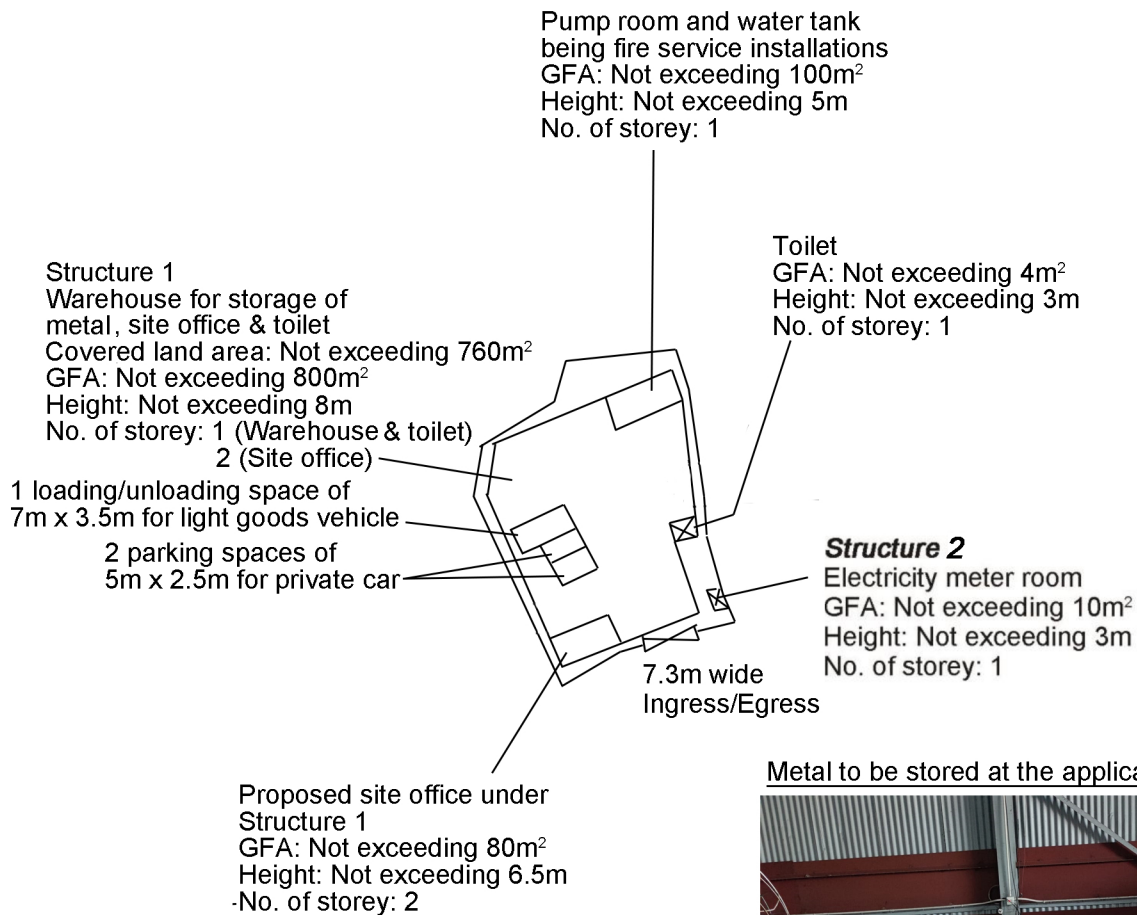 Pump room and water tank
being fire service installations
GFA: Not exceeding 100m²
Height: Not exceeding 5m
No. of storey: 1
Toilet
GFA: Not exceeding 4m²
Height: Not exceeding 3m
No. of storey: 1
Structure 1
Warehouse for storage of
metal, site office & toilet
Covered land area: Not exceeding 760m²
GFA: Not exceeding 800m²
Height: Not exceeding 8m
No. of storey: 1 (Warehouse & toilet)
2 (Site office)
1 loading/unloading space of
7m x 3.5m for light goods vehicle
2 parking spaces of
5m x 2.5m for private car
Structure 2
Electricity meter room
GFA: Not exceeding 10m²
Height: Not exceeding 3m
No. of storey: 1
7.3m wide
Ingress/Egress
Proposed site office under
Structure 1
GFA: Not exceeding 80m²
Height: Not exceeding 6.5m
-No. of storey: 2
Metal to be stored at the